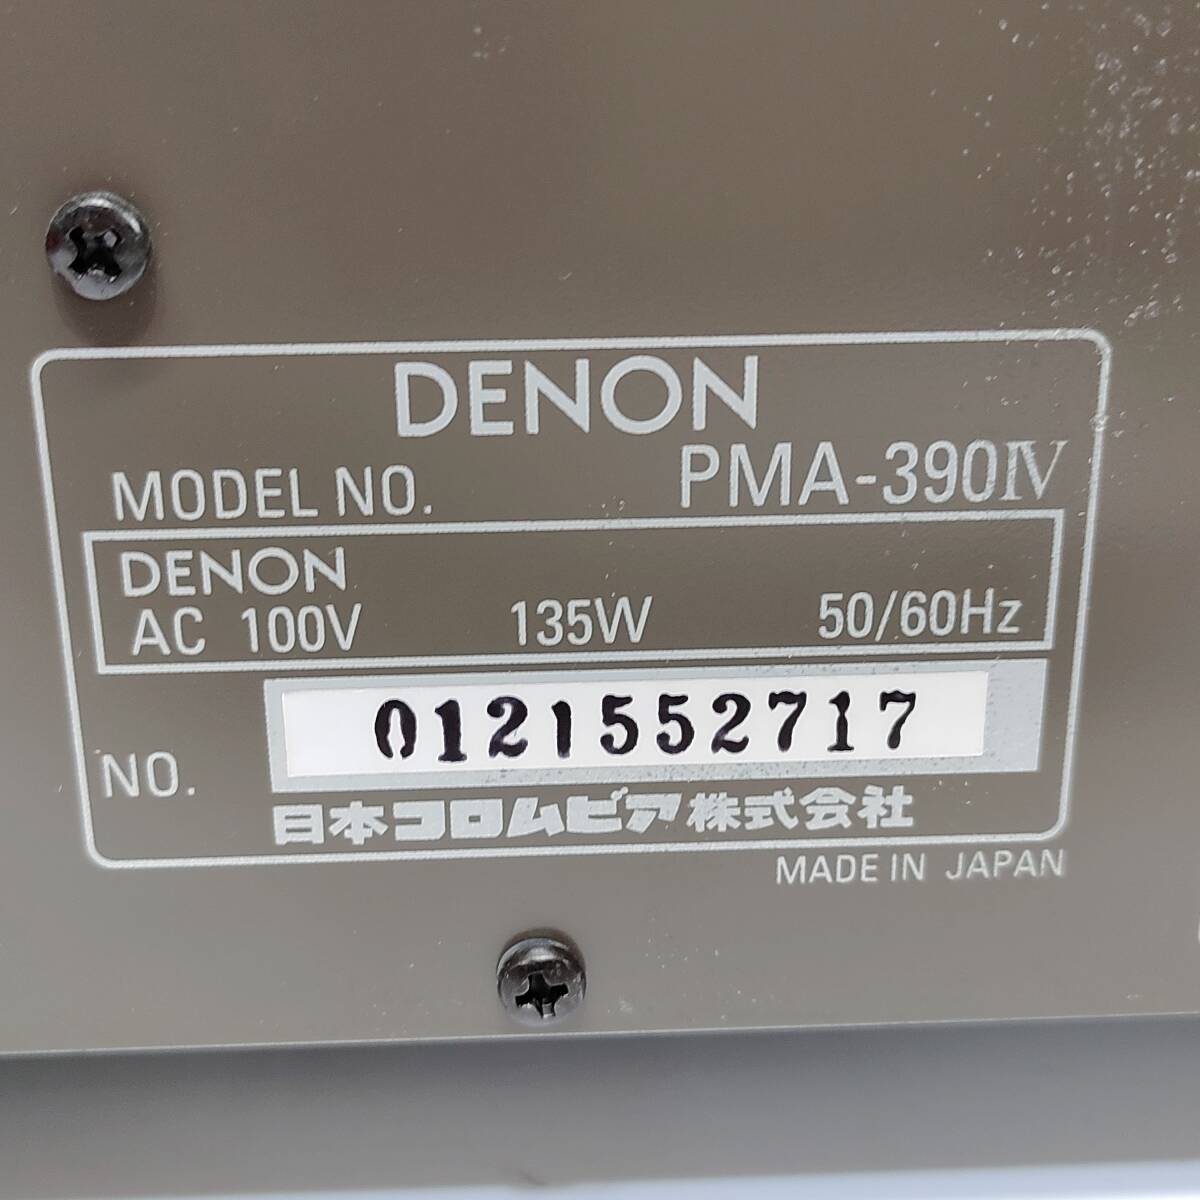 DENON
MODEL NO. PMA-390Ⅳ
DENON
AC 100V 135W 50/60Hz
NO. 0121552717
日本コロムビア株式会社
MADE IN JAPAN